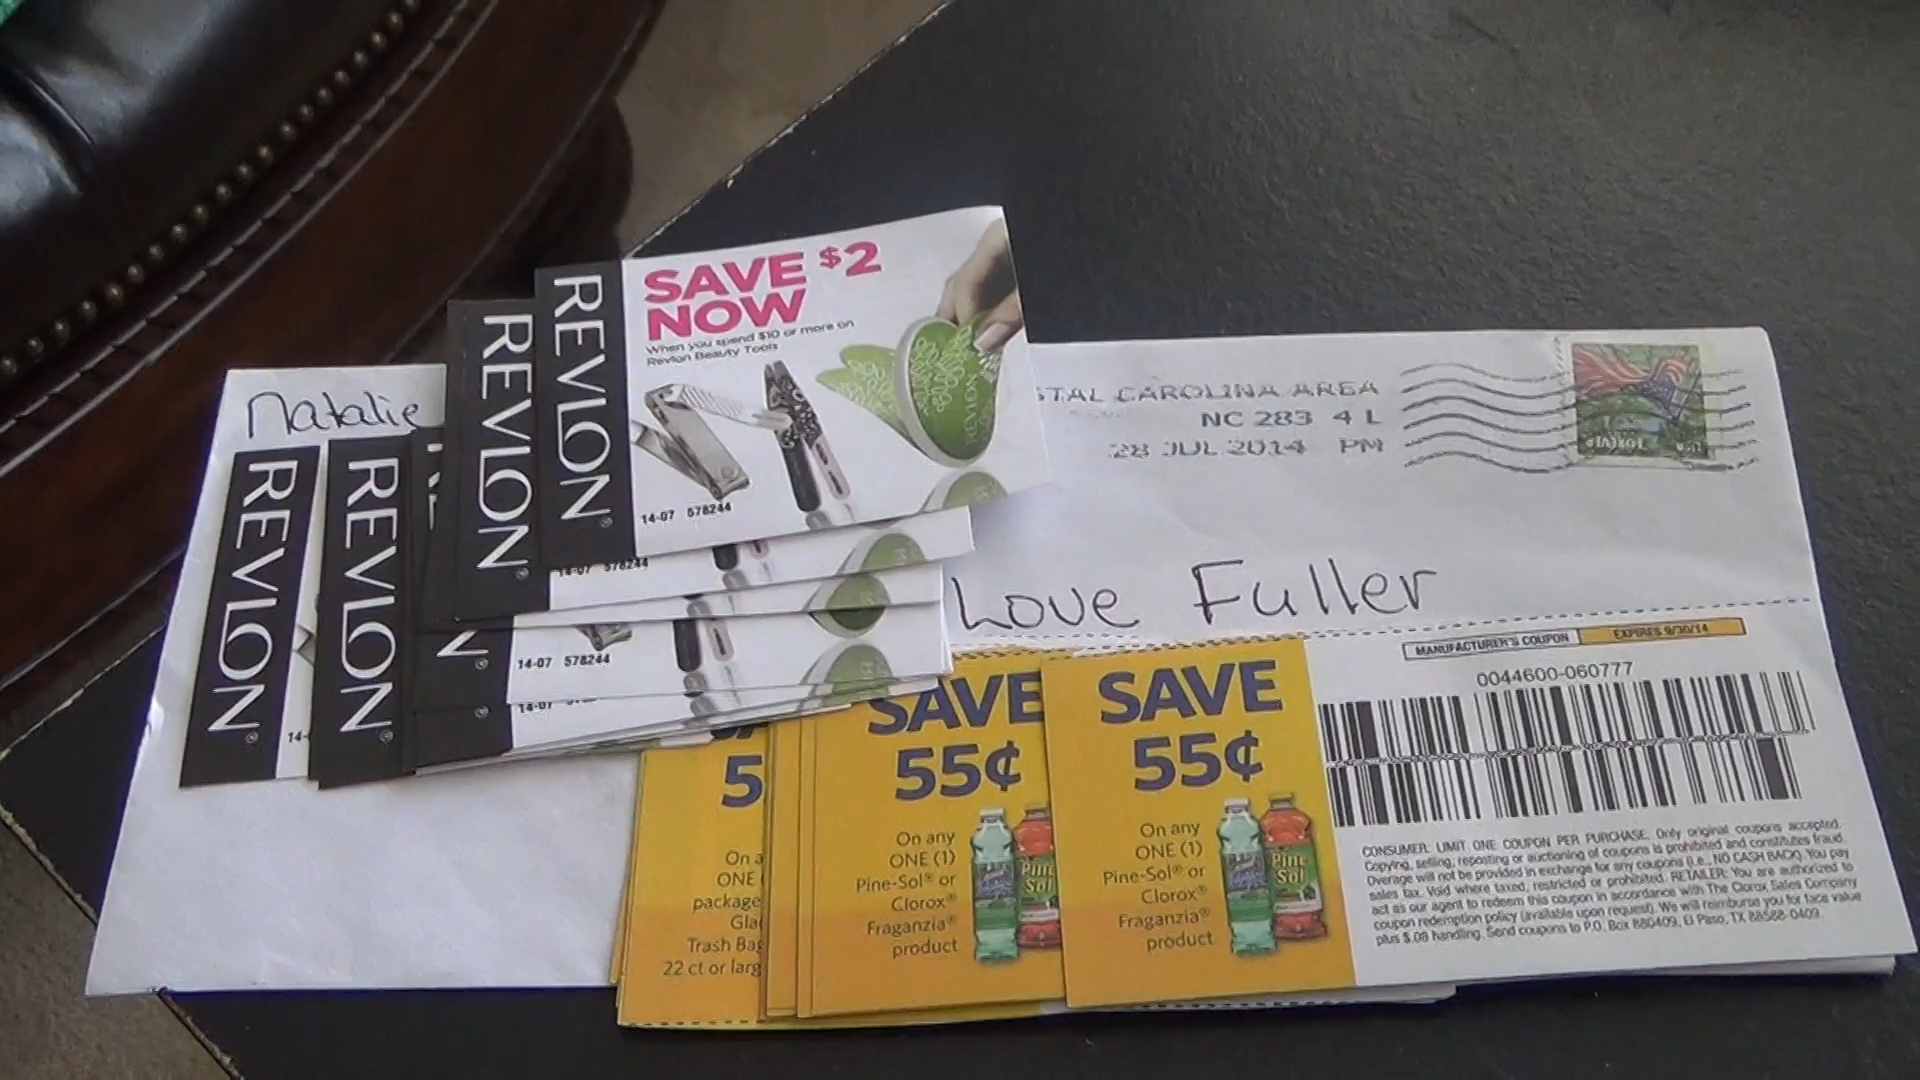 Natalie
REVLON
REVLON
REVLON
REVLON
SAVE $2
NOW
When you spend $10 or more on
Revlon Beauty Tools
REVLON
14-07 578244
14-07 578244
14-07 578244
14-07
STAL CAROLINA AREA
NC 283 4 L
28 JUL 2014 PM
USA
FOREVER
Love Fuller
On a
ONE
package
Trash Bag
22 ct or larg
SAVE
55¢
On any
ONE (1)
Pine-Sol® or
Clorox®
Fraganzia®
product
Pine
Sol
SAVE
55¢
On any
ONE (1)
Pine-Sol® or
Clorox®
Fraganzia®
product
Pine
Sol
MANUFACTURER'S COUPON EXPIRES 9/30/14
0044600-060777
CONSUMER: LIMIT ONE COUPON PER PURCHASE. Only original coupons accepted.
Copying, selling, reposting or auctioning of coupons is prohibited and constitutes fraud.
Overage will not be provided in exchange for any coupons (i.e., NO CASH BACK). You pay
sales tax. Void where taxed, restricted or prohibited. RETAILER: You are authorized to
act as our agent to redeem this coupon in accordance with The Clorox Sales Company
coupon redemption policy (available upon request). We will reimburse you for face value
plus $.08 handling. Send coupons to P.O. Box 880409, El Paso, TX 88588-0409.